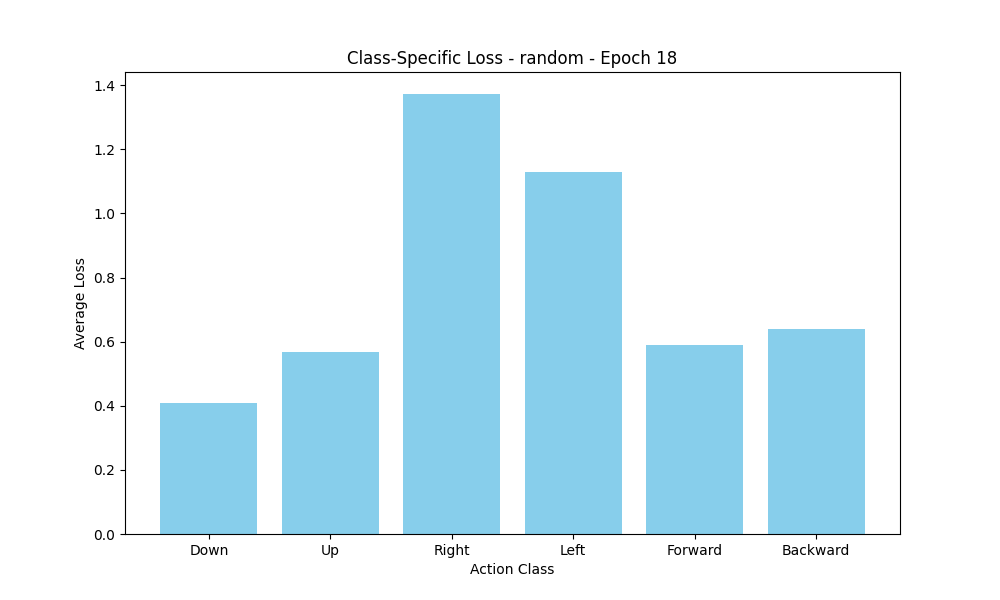 Class-Specific Loss - random - Epoch 18
Average Loss
1.4
1.2
1.0
0.8
0.6
0.4
0.2
0.0
Down Up Right Left Forward Backward
Action Class